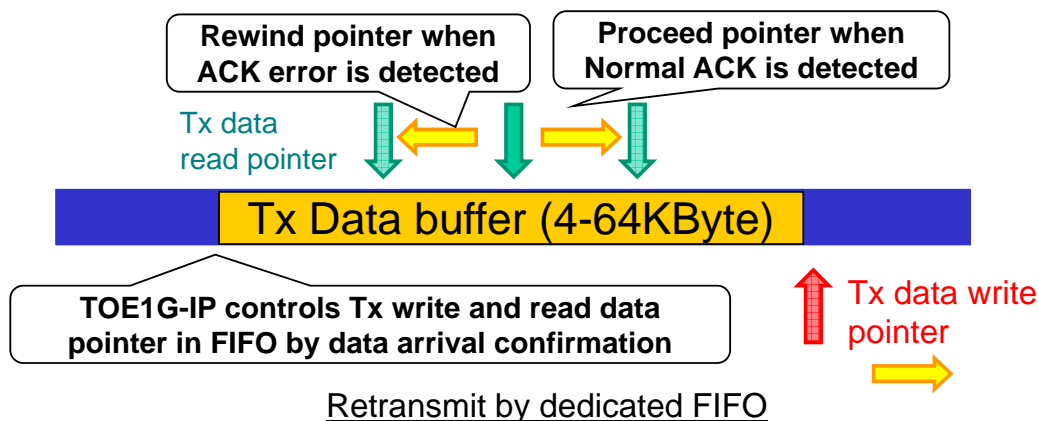 Rewind pointer when
ACK error is detected
Proceed pointer when
Normal ACK is detected
Tx data
read pointer
Tx Data buffer (4-64KByte)
TOE1G-IP controls Tx write and read data
pointer in FIFO by data arrival confirmation
Tx data write
pointer
Retransmit by dedicated FIFO